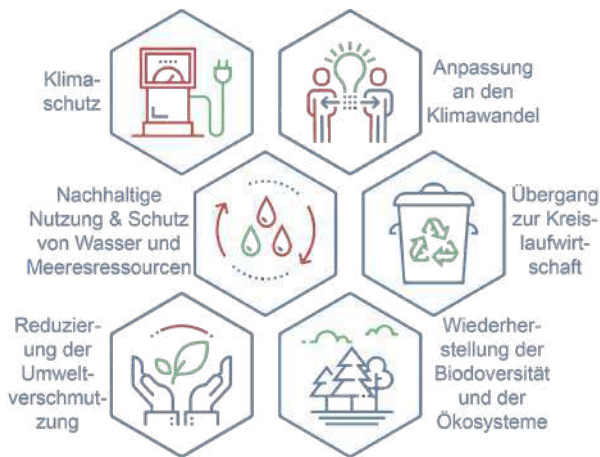 Klima-
schutz
Anpassung
an den
Klimawandel
Nachhaltige
Nutzung & Schutz
von Wasser und
Meeresressourcen
Übergang
zur Kreis-
laufwirt-
schaft
Reduzier-
ung der
Umwelt-
verschmut-
zung
Wiederher-
stellung der
Biodoversität
und der
Ökosysteme